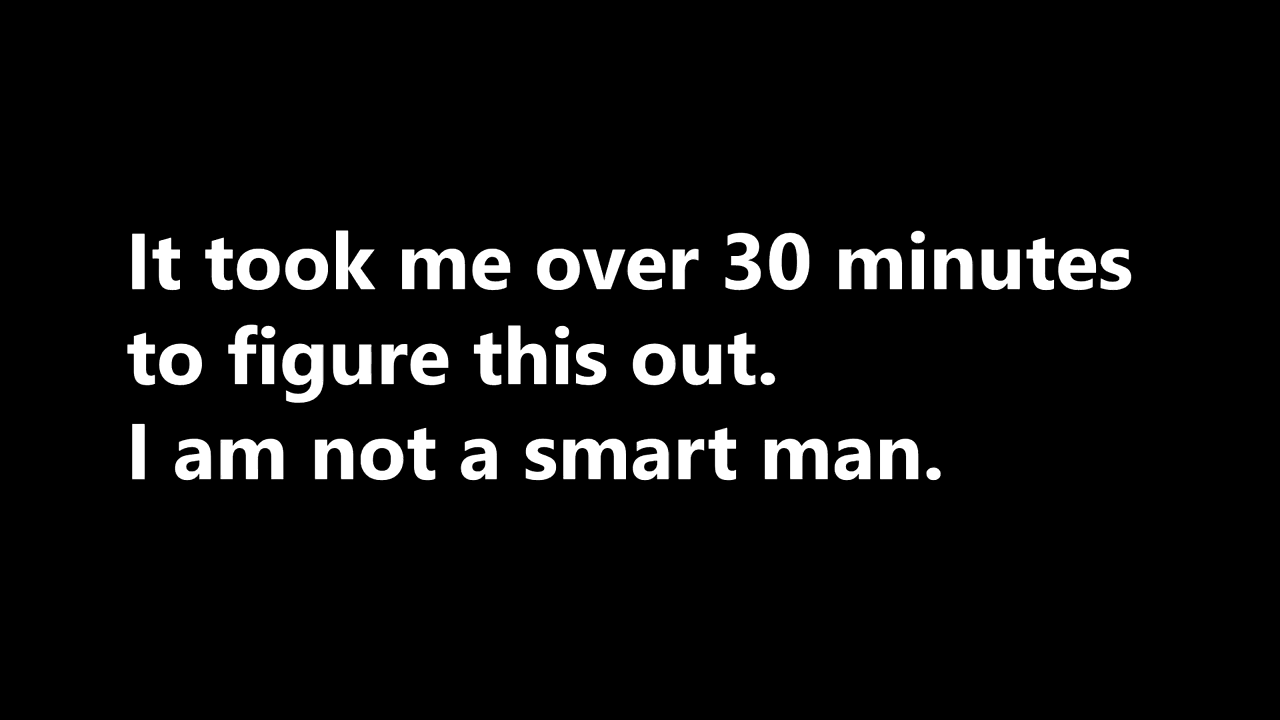 It took me over 30 minutes
to figure this out.
I am not a smart man.